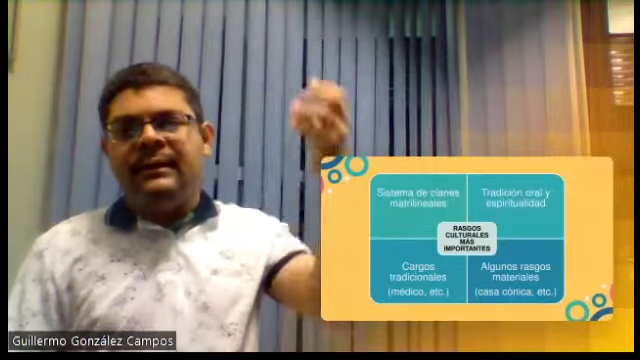 Sistema de clanes
matrilineales
Tradición oral y
espiritualidad
RASGOS
CULTURALES
MÁS
IMPORTANTES
Cargos
tradicionales
(médico, etc.)
Algunos rasgos
materiales
(casa cónica, etc.)
Guillermo González Campos